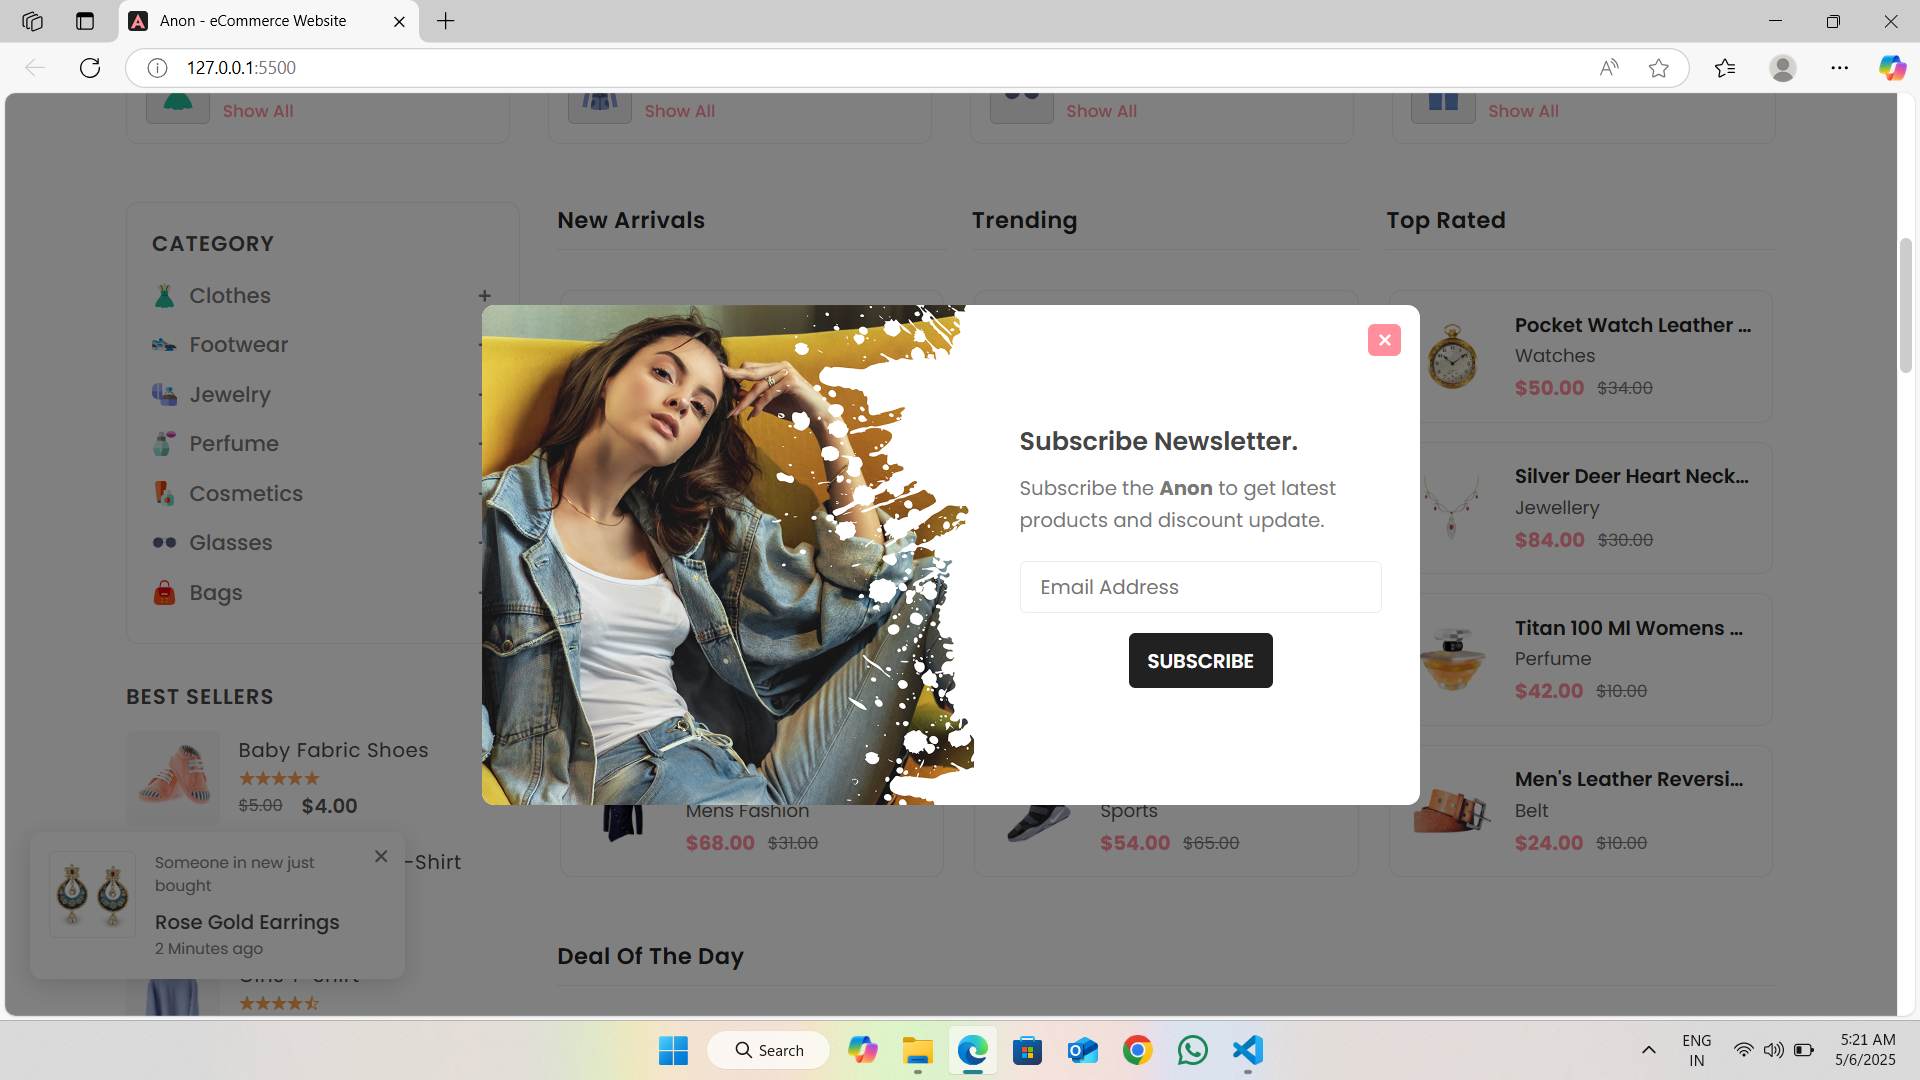 Anon - eCommerce Website
127.0.0.1:5500
Show All
Show All
Show All
Show All
CATEGORY
Clothes
Footwear
Jewelry
Perfume
Cosmetics
Glasses
Bags
BEST SELLERS
Baby Fabric Shoes
$5.00 $4.00
-Shirt
Someone in new just
bought
Rose Gold Earrings
2 Minutes ago
New Arrivals
Mens Fashion
$68.00 $31.00
Trending
Sports
$54.00 $65.00
Top Rated
Pocket Watch Leather ...
Watches
$50.00 $34.00
Silver Deer Heart Neck...
Jewellery
$84.00 $30.00
Titan 100 Ml Womens ...
Perfume
$42.00 $10.00
Men's Leather Reversi...
Belt
$24.00 $10.00
Subscribe Newsletter.
Subscribe the Anon to get latest
products and discount update.
Email Address
SUBSCRIBE
Deal Of The Day
Search
ENG
IN
5:21 AM
5/6/2025